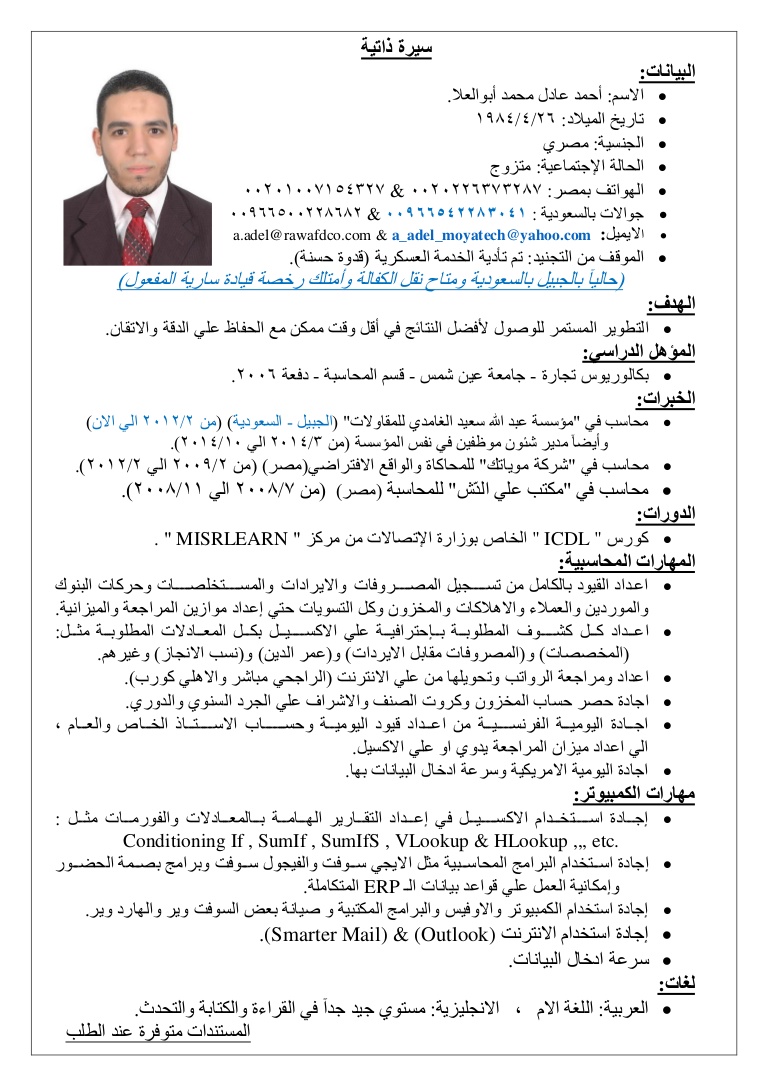 سيرة ذاتية
البيانات:
• الاسم: أحمد عادل محمد أبوالعلا.
• تاريخ الميلاد: ١٩٨٤/٤/٢٦
• الجنسية: مصري
• الحالة الإجتماعية: متزوج
• الهواتف بمصر: ٠٠٢٠٢٢٦٣٧٣٢٨٧ & ٠٠٢٠١٠٠٧١٥٤٣٢٧
• جوالات بالسعودية : ٠٠٩٦٦٥٤٢٢٨٣٠٤١ & ٠٠٩٦٦٥٠٠٢٢٨٦٨٢
• الايميل: a.adel@rawafdco.com & a_adel_moyatech@yahoo.com
• الموقف من التجنيد: تم تأدية الخدمة العسكرية (قدوة حسنة).
(حالياً بالجبيل بالسعودية ومتاح نقل الكفالة وأمتلك رخصة قيادة سارية المفعول)
الهدف:
• التطوير المستمر للوصول لأفضل النتائج في أقل وقت ممكن مع الحفاظ علي الدقة والاتقان.
المؤهل الدراسي:
• بكالوريوس تجارة - جامعة عين شمس - قسم المحاسبة - دفعة ٢٠٠٦.
الخبرات:
• محاسب في "مؤسسة عبد الله سعيد الغامدي للمقاولات" (الجبيل - السعودية) (من ٢٠١٢/٢ الي الان)
وأيضاً مدير شئون موظفين في نفس المؤسسة (من ٢٠١٤/٣ الي ٢٠١٤/١٠).
• محاسب في "شركة موياتك" للمحاكاة والواقع الافتراضي(مصر) (من ٢٠٠٩/٢ الي ٢٠١٢/٢).
• محاسب في "مكتب علي الدّش" للمحاسبة (مصر) (من ٢٠٠٨/٧ الي ٢٠٠٨/١١).
الدورات:
• كورس " ICDL " الخاص بوزارة الإتصالات من مركز " MISRLEARN " .
المهارات المحاسبية:
• اعداد القيود بالكامل من تسجيل المصروفات والايرادات والمستخلصات وحركات البنوك
والموردين والعملاء والاهلاكات والمخزون وكل التسويات حتي إعداد موازين المراجعة والميزانية.
• اعداد كل كشوف المطلوبة بإحترافية علي الاكسيل بكل المعادلات المطلوبة مثل:
(المخصصات) و(المصروفات مقابل الايردات) و(عمر الدين) و(نسب الانجاز) وغيرهم.
• اعداد ومراجعة الرواتب وتحويلها من علي الانترنت (الراجحي مباشر والاهلي كورب).
• اجادة حصر حساب المخزون وكروت الصنف والاشراف علي الجرد السنوي والدوري.
• اجادة اليومية الفرنسية من اعداد قيود اليومية وحساب الاستاذ الخاص والعام ،
الي اعداد ميزان المراجعة يدوي او علي الاكسيل.
• اجادة اليومية الامريكية وسرعة ادخال البيانات بها.
مهارات الكمبيوتر:
• إجادة استخدام الاكسيل في إعداد التقارير الهامة بالمعادلات والفورمات مثل :
Conditioning If , SumIf , SumIfS , VLookup & HLookup ,,, etc.
• إجادة استخدام البرامج المحاسبية مثل الايجي سوفت والفيجول سوفت وبرامج بصمة الحضور
وإمكانية العمل علي قواعد بيانات الـ ERP المتكاملة.
• إجادة استخدام الكمبيوتر والاوفيس والبرامج المكتبية و صيانة بعض السوفت وير والهارد وير.
• إجادة استخدام الانترنت (Outlook) & (Smarter Mail).
• سرعة ادخال البيانات.
لغات:
• العربية: اللغة الام ، الانجليزية: مستوي جيد جداً في القراءة والكتابة والتحدث.
المستندات متوفرة عند الطلب